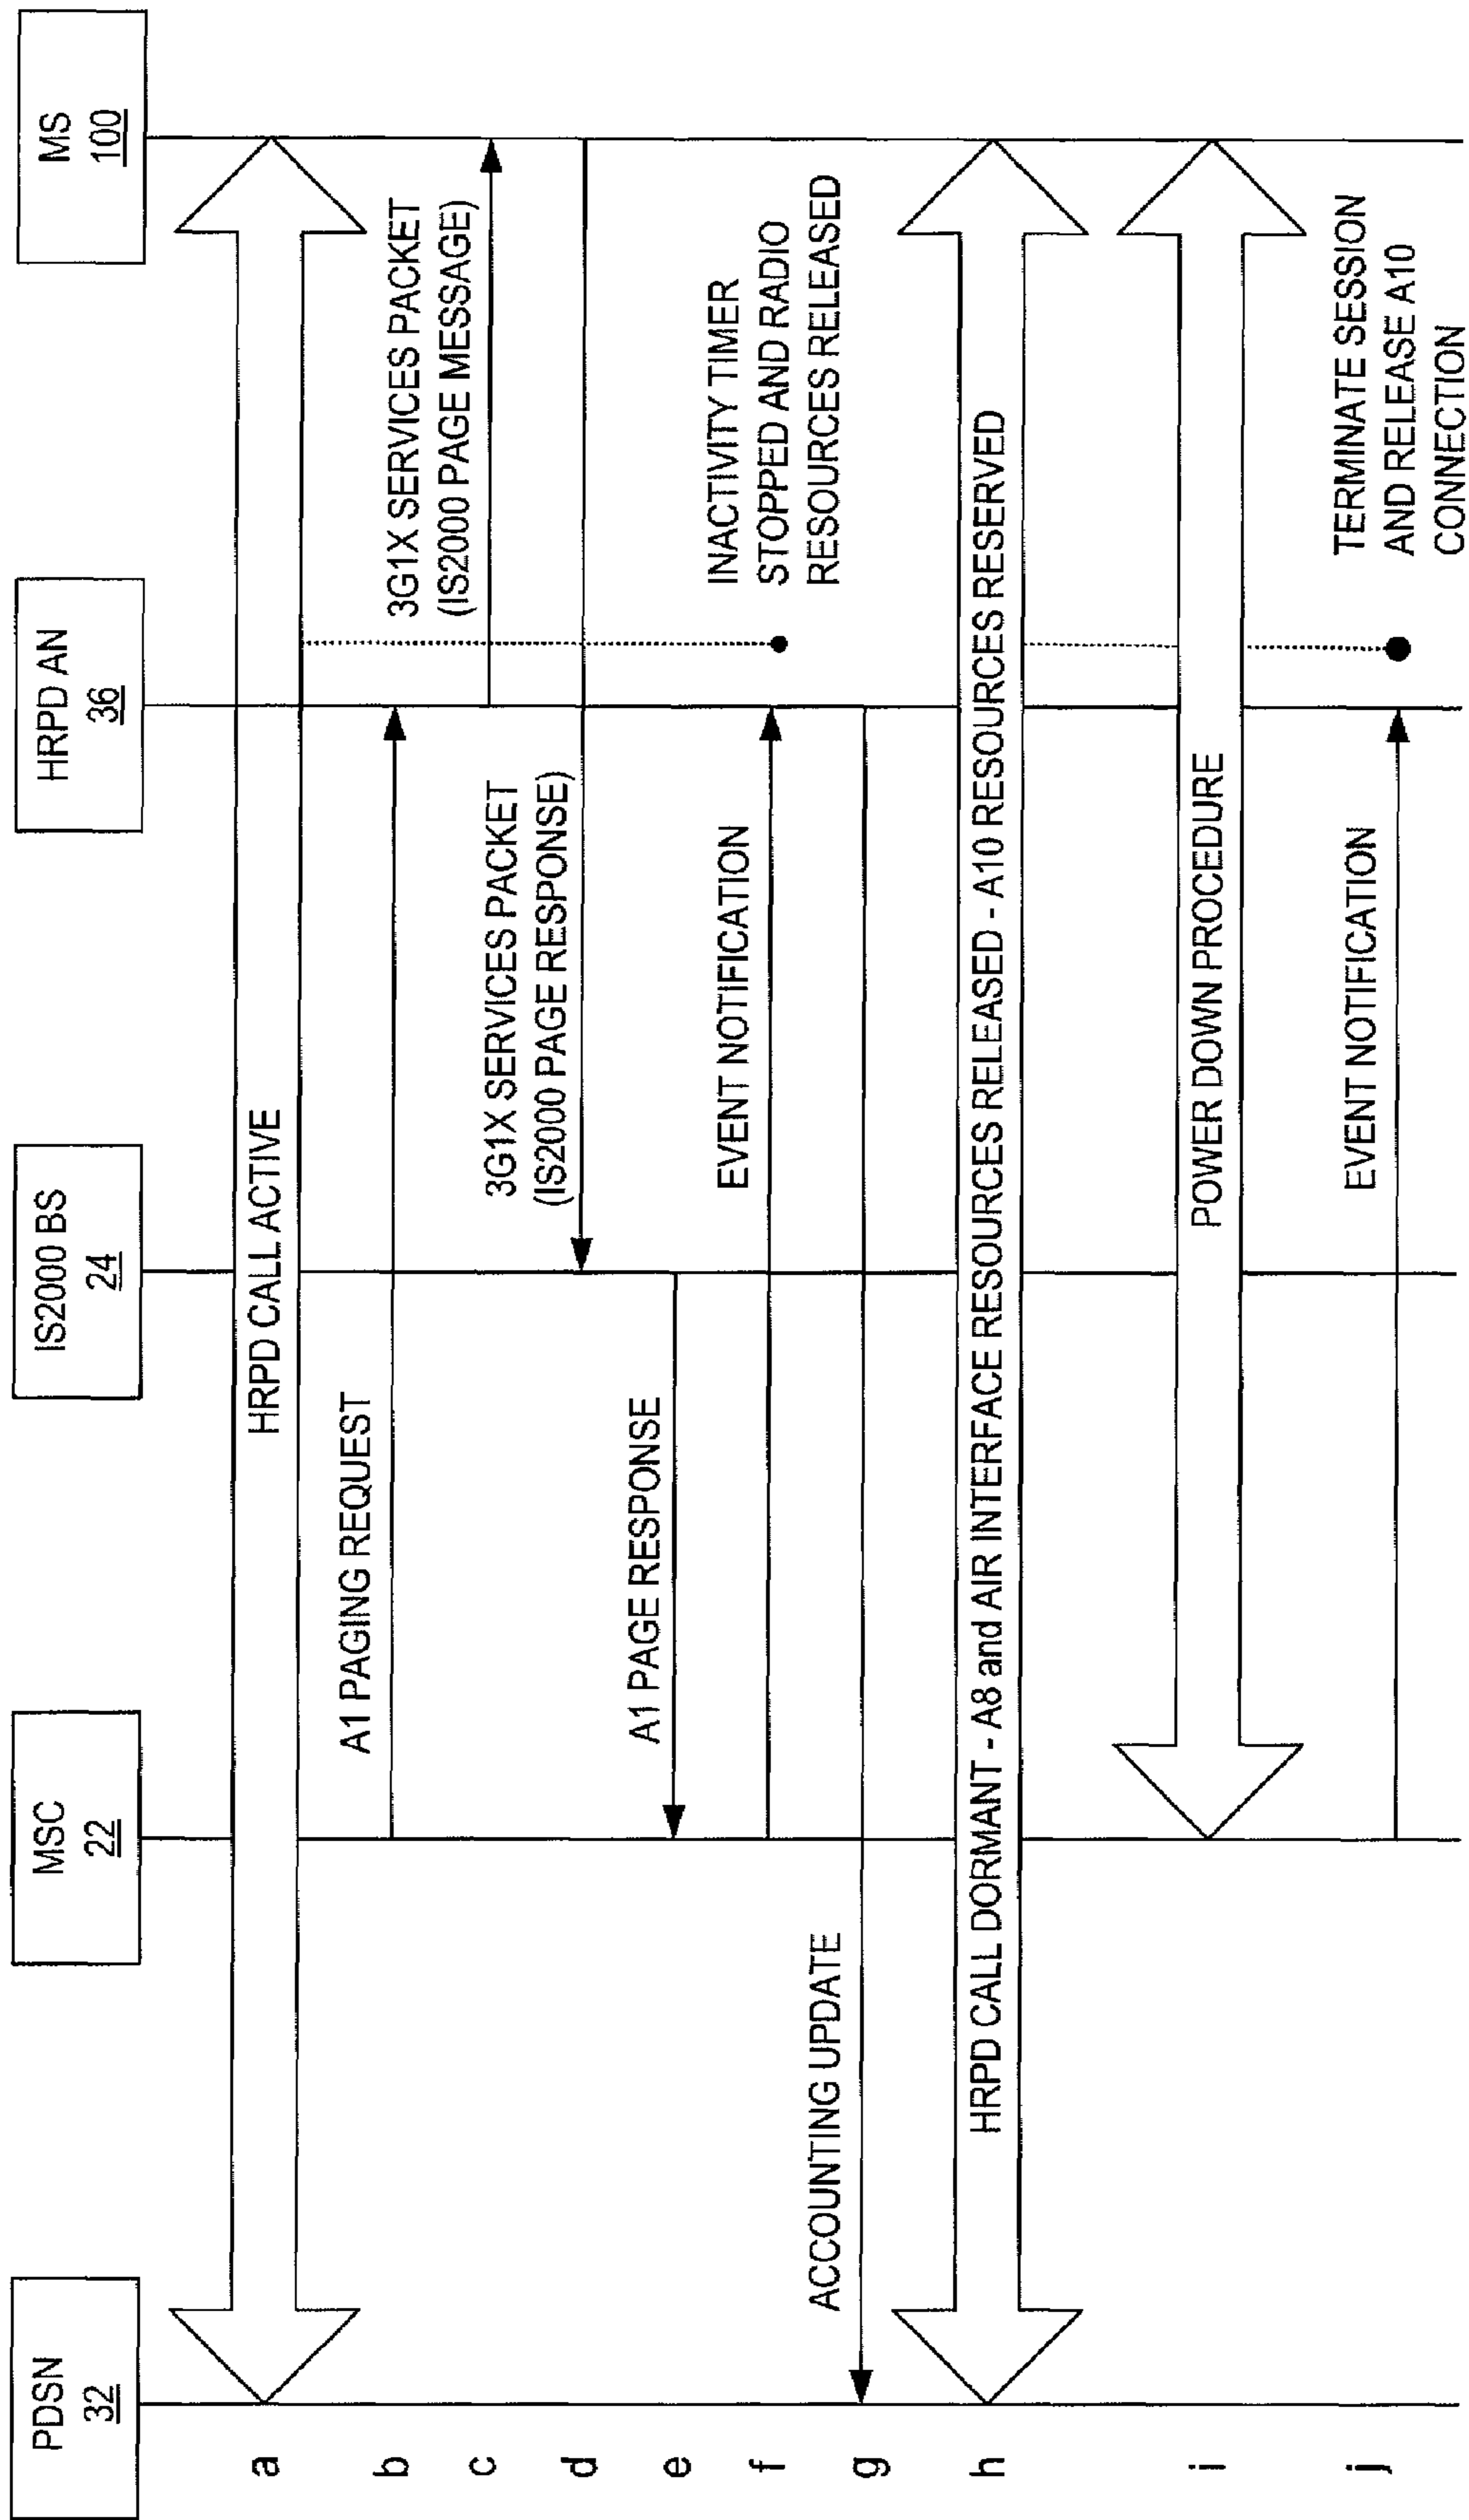 PDSN
32
MSC
22
IS2000 BS
24
HRPD AN
36
MS
100
a
HRPD CALL ACTIVE
b
A1 PAGING REQUEST
c
3G1X SERVICES PACKET
(IS2000 PAGE MESSAGE)
d
3G1X SERVICES PACKET
(IS2000 PAGE RESPONSE)
e
A1 PAGE RESPONSE
f
EVENT NOTIFICATION
INACTIVITY TIMER
STOPPED AND RADIO
RESOURCES RELEASED
g
ACCOUNTING UPDATE
h
HRPD CALL DORMANT - A8 and AIR INTERFACE RESOURCES RELEASED - A10 RESOURCES RESERVED
i
POWER DOWN PROCEDURE
j
EVENT NOTIFICATION
TERMINATE SESSION
AND RELEASE A10
CONNECTION